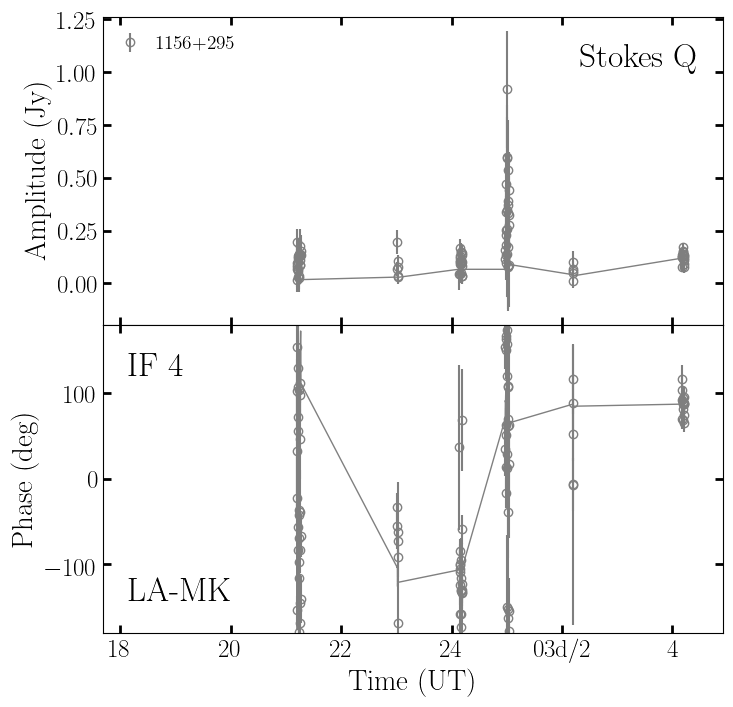 1.25
1156+295
Stokes Q
1.00
0.75
0.50
0.25
0.00
Amplitude (Jy)
IF 4
100
0
−100
Phase (deg)
LA-MK
18 20 22 24 03d/2 4
Time (UT)